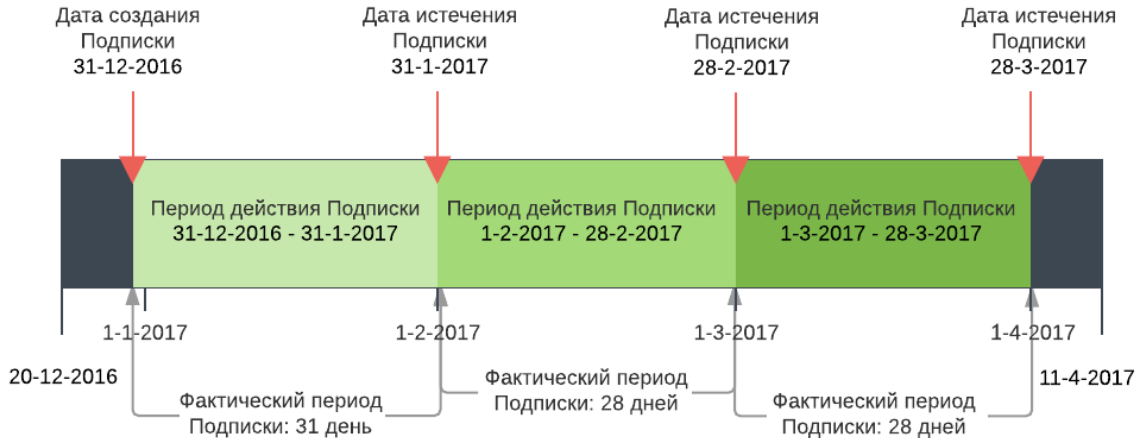 Дата создания
Подписки
31-12-2016
Дата истечения
Подписки
31-1-2017
Дата истечения
Подписки
28-2-2017
Дата истечения
Подписки
28-3-2017
Период действия Подписки
31-12-2016 - 31-1-2017
Период действия Подписки
1-2-2017 - 28-2-2017
Период действия Подписки
1-3-2017 - 28-3-2017
1-1-2017
1-2-2017
1-3-2017
1-4-2017
20-12-2016
11-4-2017
Фактический период
Подписки: 31 день
Фактический период
Подписки: 28 дней
Фактический период
Подписки: 28 дней